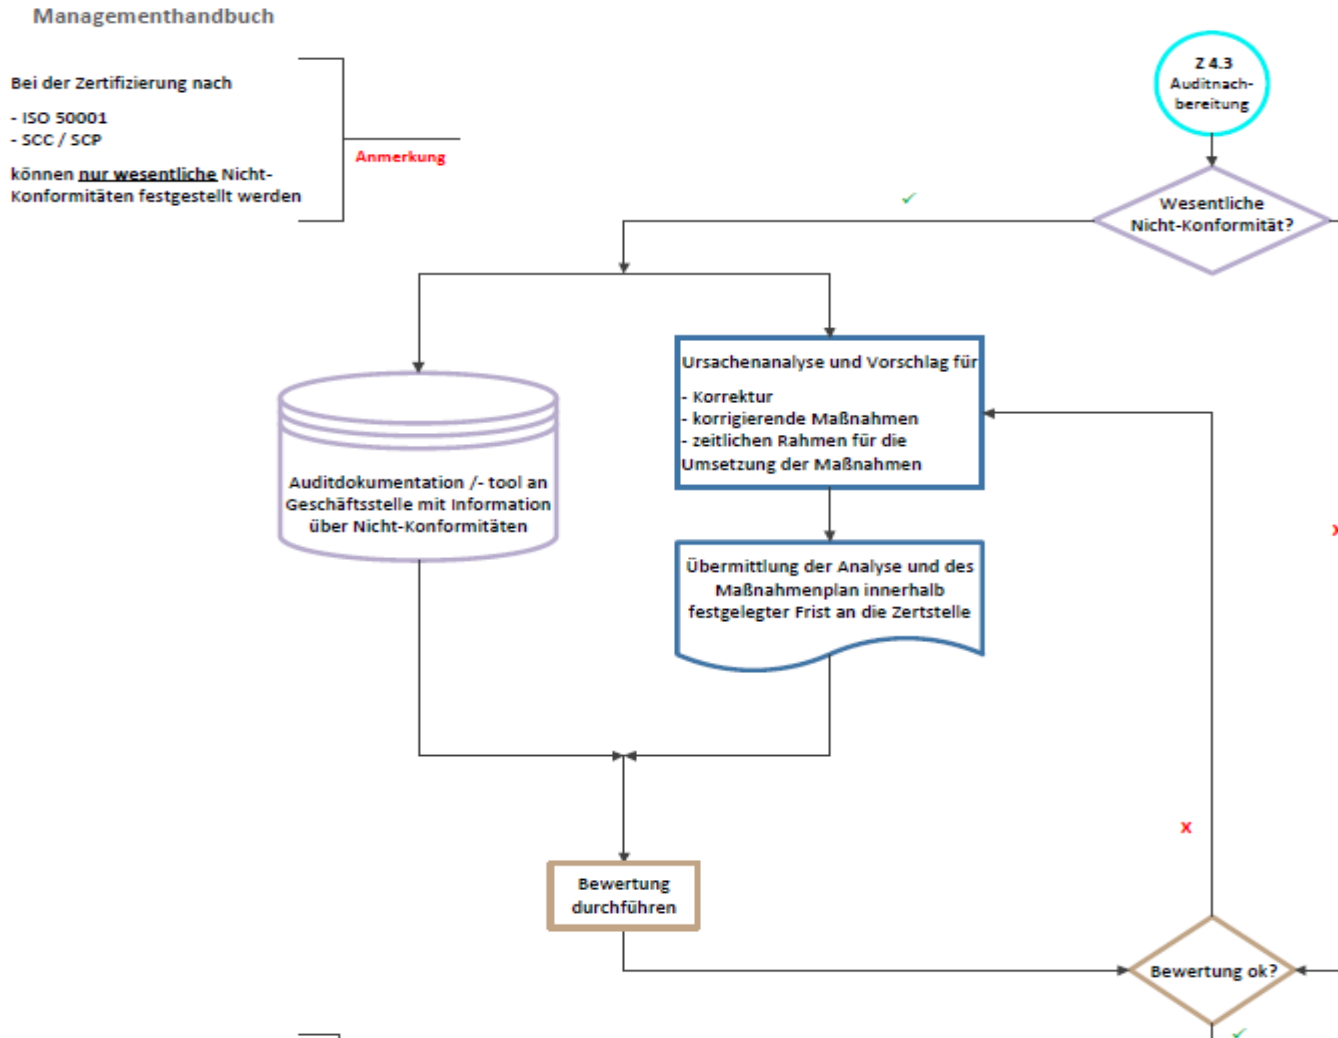 Managementhandbuch
Bei der Zertifizierung nach
- ISO 50001
- SCC / SCP
können nur wesentliche Nicht-
Konformitäten festgestellt werden
Anmerkung
Z 4.3
Auditnach-
bereitung
✓
Wesentliche
Nicht-Konformität?
Ursachenanalyse und Vorschlag für
- Korrektur
- korrigierende Maßnahmen
- zeitlichen Rahmen für die
Umsetzung der Maßnahmen
Auditdokumentation /- tool an
Geschäftsstelle mit Information
über Nicht-Konformitäten
x
Übermittlung der Analyse und des
Maßnahmenplan innerhalb
festgelegter Frist an die Zertstelle
x
Bewertung
durchführen
Bewertung ok?
✓